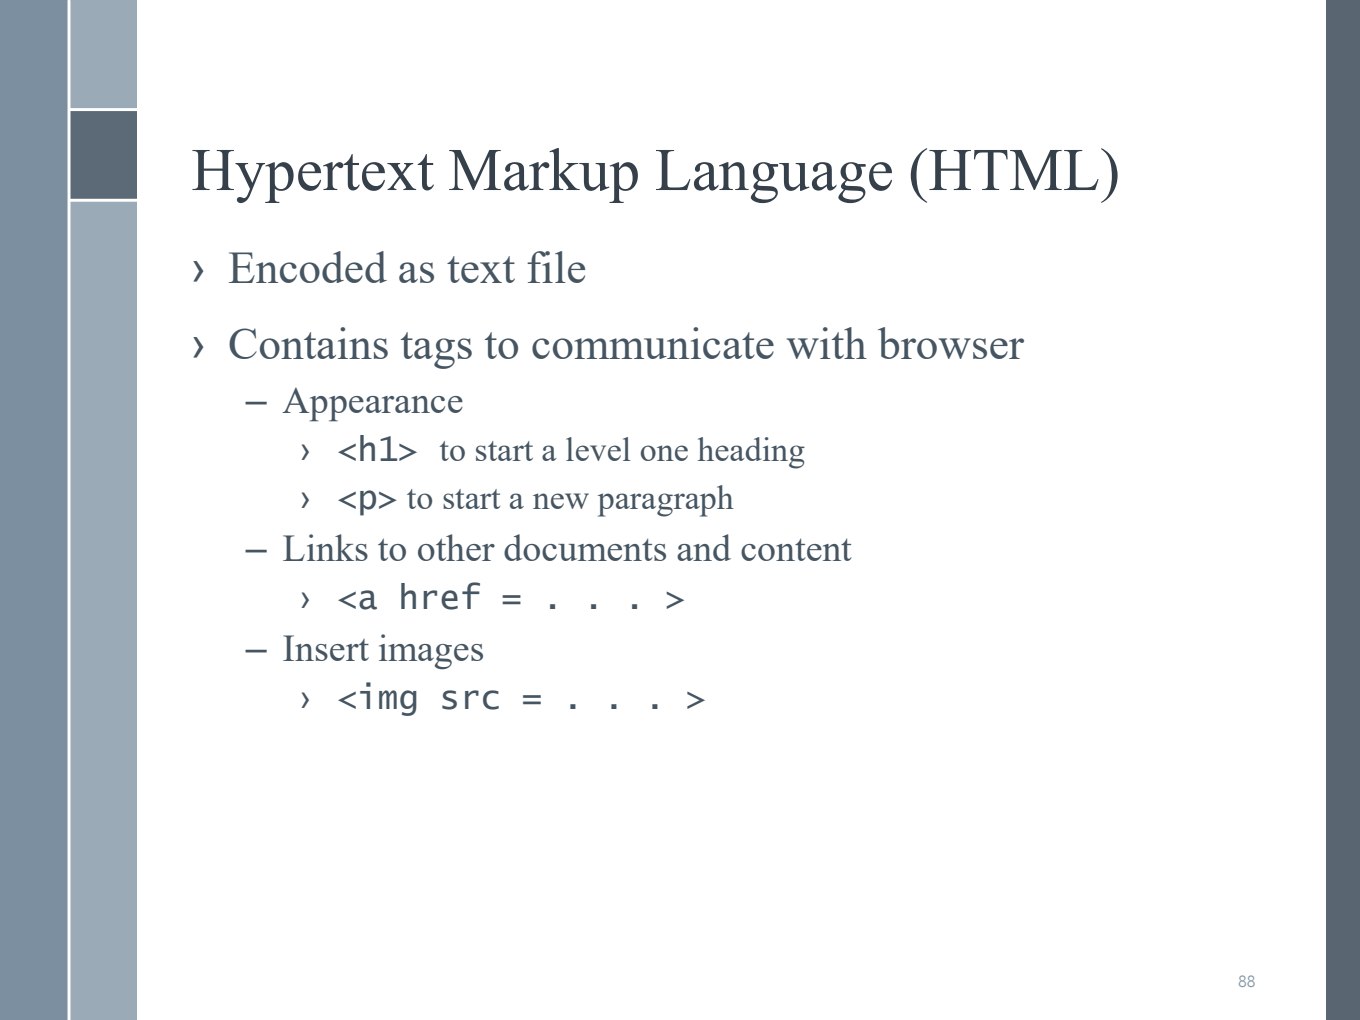 Hypertext Markup Language (HTML)
› Encoded as text file
› Contains tags to communicate with browser
– Appearance
› <h1> to start a level one heading
› <p> to start a new paragraph
– Links to other documents and content
› <a href = . . . >
– Insert images
› <img src = . . . >
88